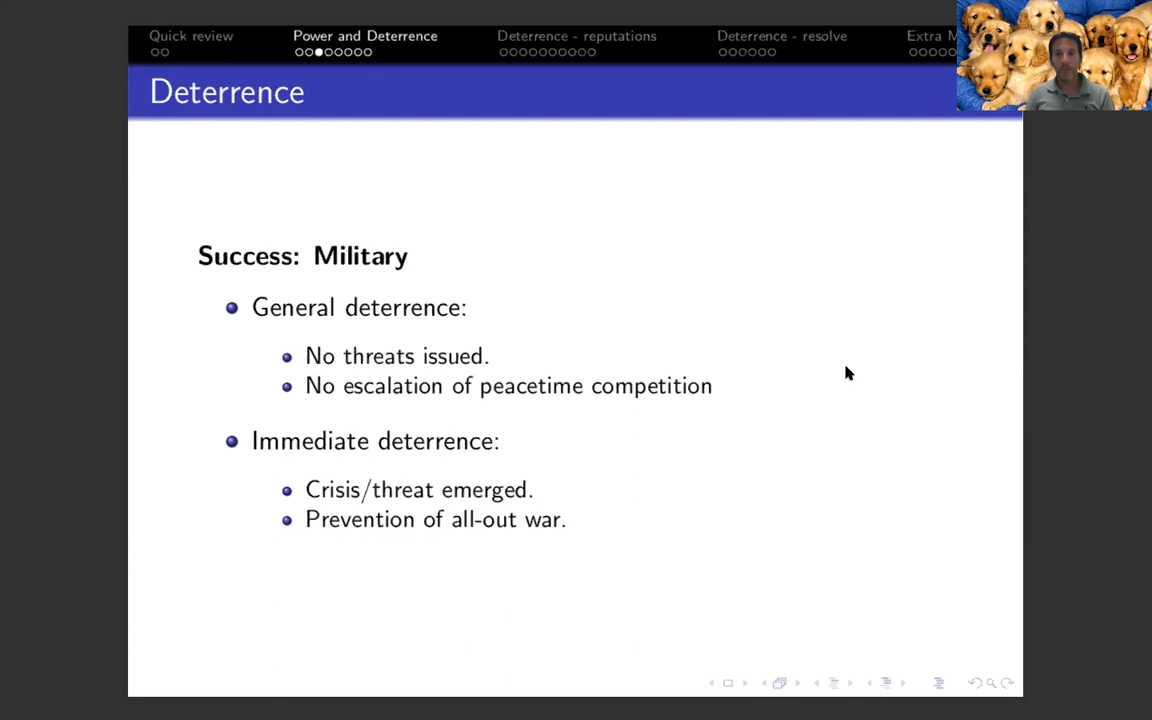 Quick review
Power and Deterrence
Deterrence - reputations
Deterrence - resolve
Extra
Deterrence
Success: Military
General deterrence:
No threats issued.
No escalation of peacetime competition
Immediate deterrence:
Crisis/threat emerged.
Prevention of all-out war.